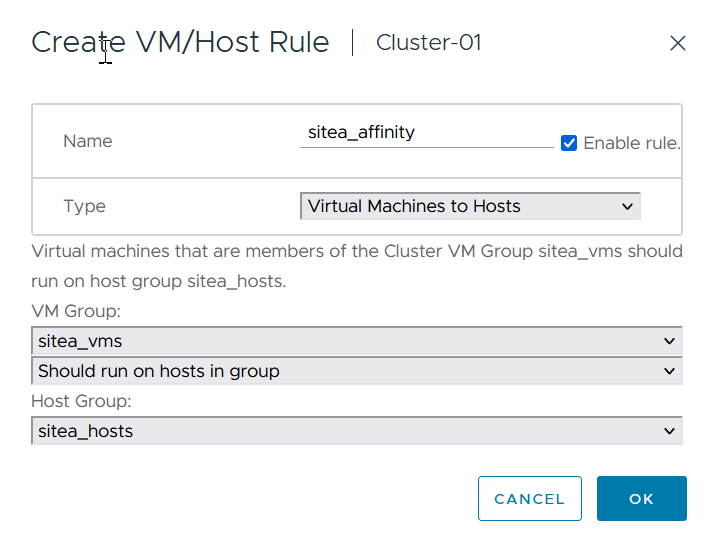 Create VM/Host Rule | Cluster-01
Name sitea_affinity Enable rule.
Type Virtual Machines to Hosts
Virtual machines that are members of the Cluster VM Group sitea_vms should
run on host group sitea_hosts.
VM Group:
sitea_vms
Should run on hosts in group
Host Group:
sitea_hosts
CANCEL OK